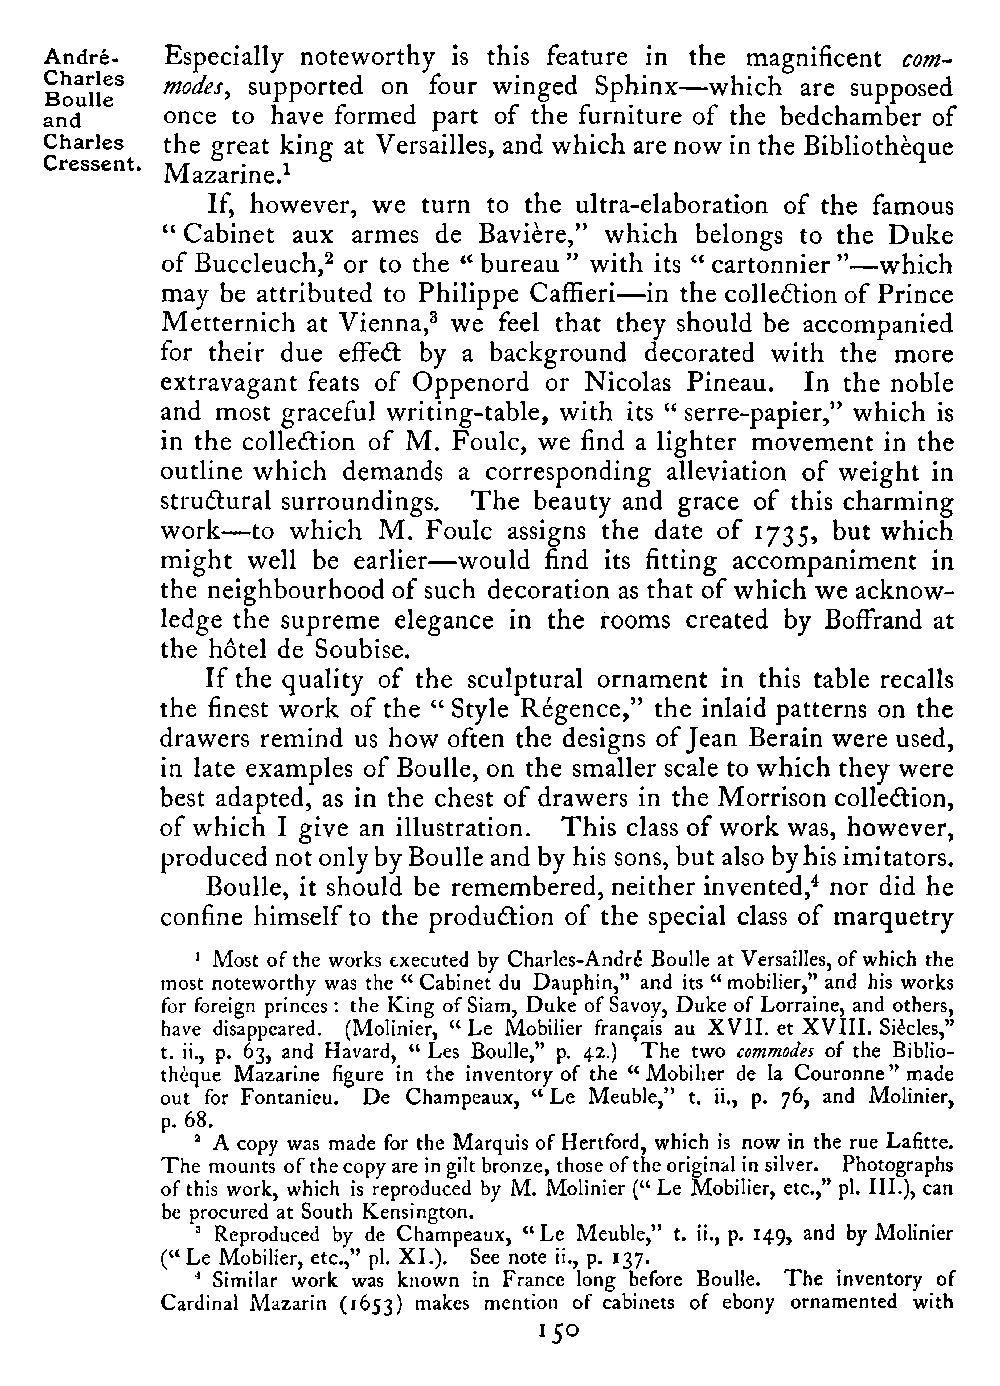 André-
Charles
Boulle
and
Charles
Cressent.
Especially noteworthy is this feature in the magnificent com-
modes, supported on four winged Sphinx—which are supposed
once to have formed part of the furniture of the bedchamber of
the great king at Versailles, and which are now in the Bibliothèque
Mazarine.¹
If, however, we turn to the ultra-elaboration of the famous
“Cabinet aux armes de Bavière,” which belongs to the Duke
of Buccleuch,² or to the “bureau” with its “cartonnier”—which
may be attributed to Philippe Caffieri—in the collection of Prince
Metternich at Vienna,³ we feel that they should be accompanied
for their due effect by a background decorated with the more
extravagant feats of Oppenord or Nicolas Pineau. In the noble
and most graceful writing-table, with its “serre-papier,” which is
in the collection of M. Foulc, we find a lighter movement in the
outline which demands a corresponding alleviation of weight in
structural surroundings. The beauty and grace of this charming
work—to which M. Foulc assigns the date of 1735, but which
might well be earlier—would find its fitting accompaniment in
the neighbourhood of such decoration as that of which we acknow-
ledge the supreme elegance in the rooms created by Boffrand at
the hôtel de Soubise.
If the quality of the sculptural ornament in this table recalls
the finest work of the “Style Régence,” the inlaid patterns on the
drawers remind us how often the designs of Jean Berain were used,
in late examples of Boulle, on the smaller scale to which they were
best adapted, as in the chest of drawers in the Morrison collection,
of which I give an illustration. This class of work was, however,
produced not only by Boulle and by his sons, but also by his imitators.
Boulle, it should be remembered, neither invented,⁴ nor did he
confine himself to the production of the special class of marquetry
¹ Most of the works executed by Charles-André Boulle at Versailles, of which the
most noteworthy was the “Cabinet du Dauphin,” and its “mobilier,” and his works
for foreign princes: the King of Siam, Duke of Savoy, Duke of Lorraine, and others,
have disappeared. (Molinier, “Le Mobilier français au XVII. et XVIII. Siècles,”
t. ii., p. 63, and Havard, “Les Boulle,” p. 42.) The two commodes of the Biblio-
thèque Mazarine figure in the inventory of the “Mobilier de la Couronne” made
out for Fontanieu. De Champeaux, “Le Meuble,” t. ii., p. 76, and Molinier,
p. 68.
² A copy was made for the Marquis of Hertford, which is now in the rue Lafitte.
The mounts of the copy are in gilt bronze, those of the original in silver. Photographs
of this work, which is reproduced by M. Molinier (“Le Mobilier, etc.,” pl. III.), can
be procured at South Kensington.
³ Reproduced by de Champeaux, “Le Meuble,” t. ii., p. 149, and by Molinier
(“Le Mobilier, etc.,” pl. XI.). See note ii., p. 137.
⁴ Similar work was known in France long before Boulle. The inventory of
Cardinal Mazarin (1653) makes mention of cabinets of ebony ornamented with
150